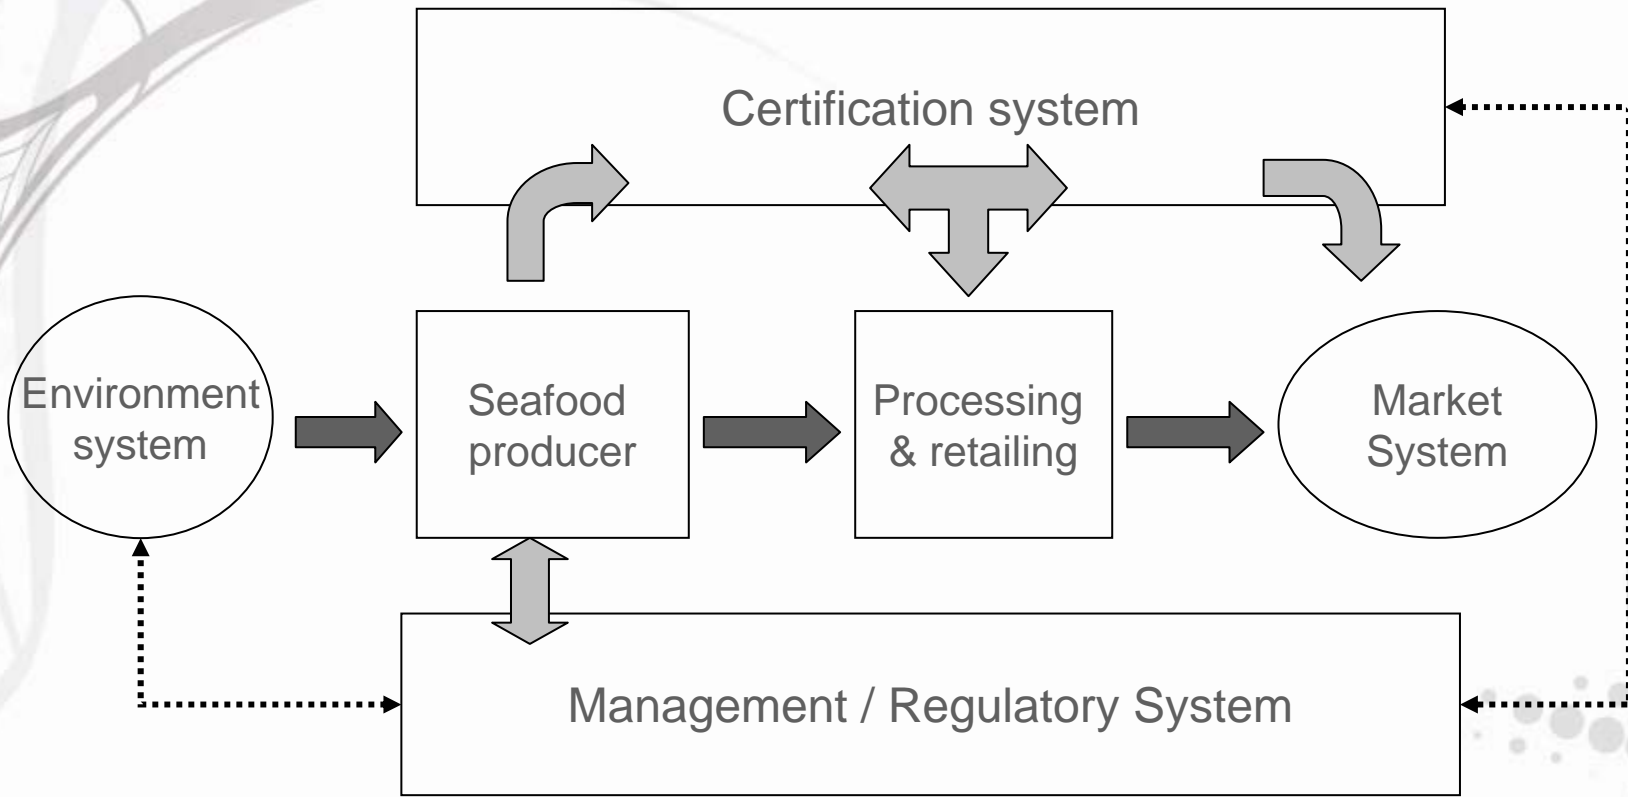 Certification system
Environment
system
Seafood
producer
Processing
& retailing
Market
System
Management / Regulatory System